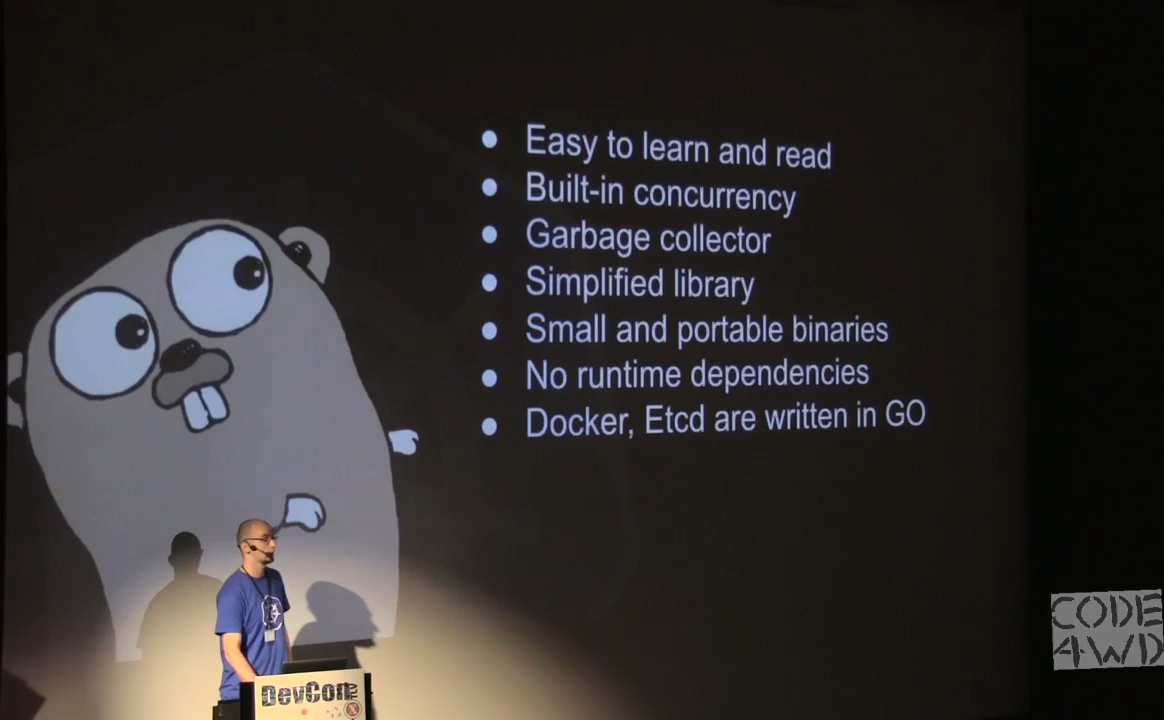 Easy to learn and read
Built-in concurrency
Garbage collector
Simplified library
Small and portable binaries
No runtime dependencies
Docker, Etcd are written in GO
DevCon
CODE
4WD